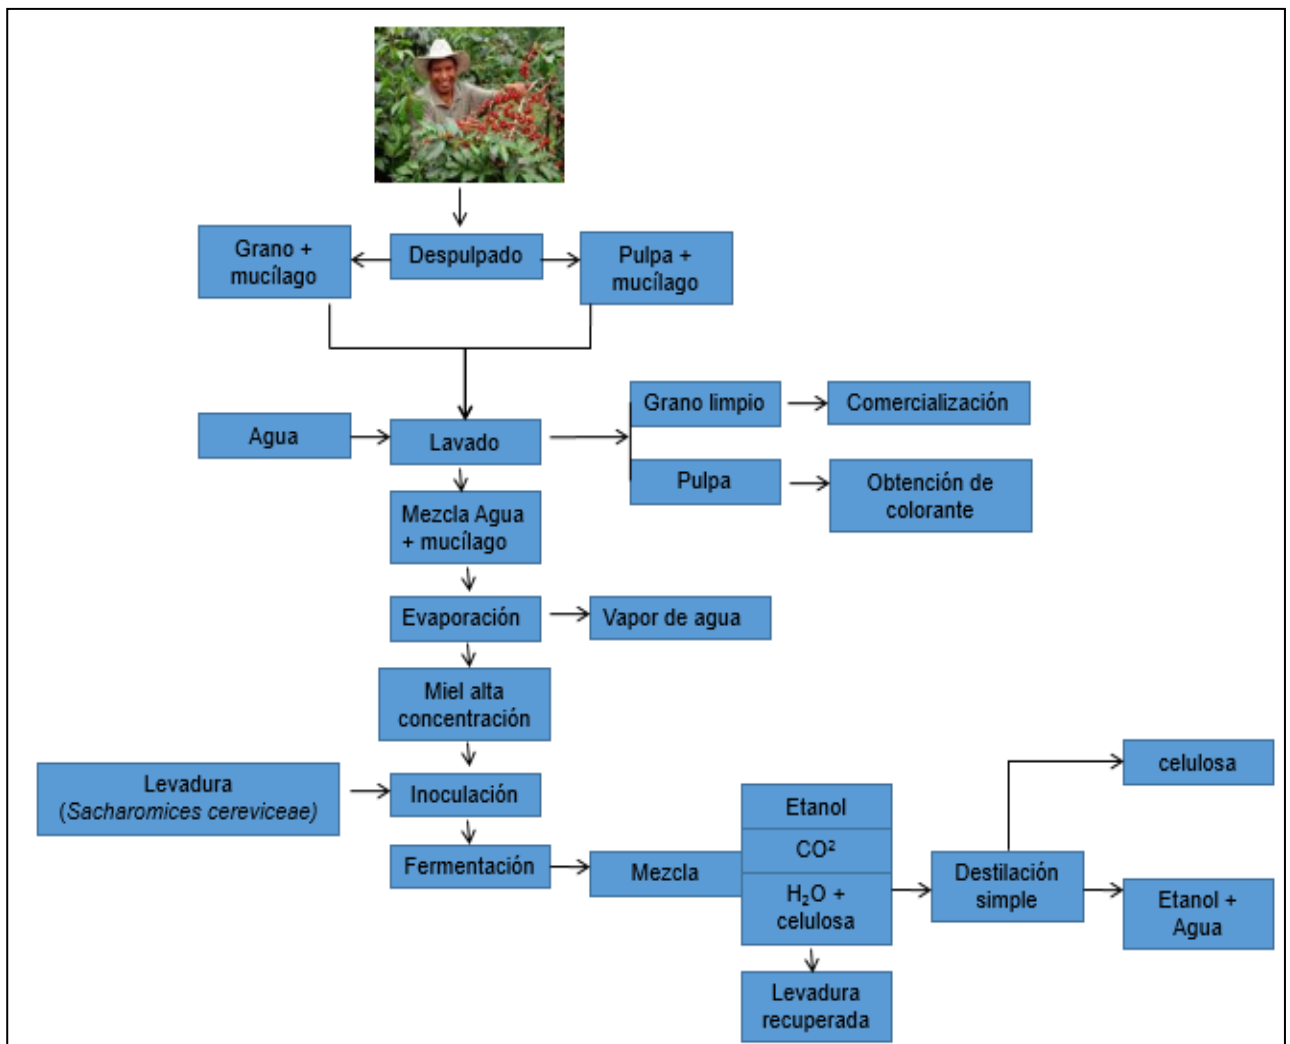 Grano +
mucílago
Despulpado
Pulpa +
mucílago
Agua
Lavado
Grano limpio
Comercialización
Pulpa
Obtención de
colorante
Mezcla Agua
+ mucílago
Evaporación
Vapor de agua
Miel alta
concentración
Levadura
(Sacharomices cereviceae)
Inoculación
Fermentación
Mezcla
Etanol
CO²
H₂O +
celulosa
Levadura
recuperada
Destilación
simple
celulosa
Etanol +
Agua